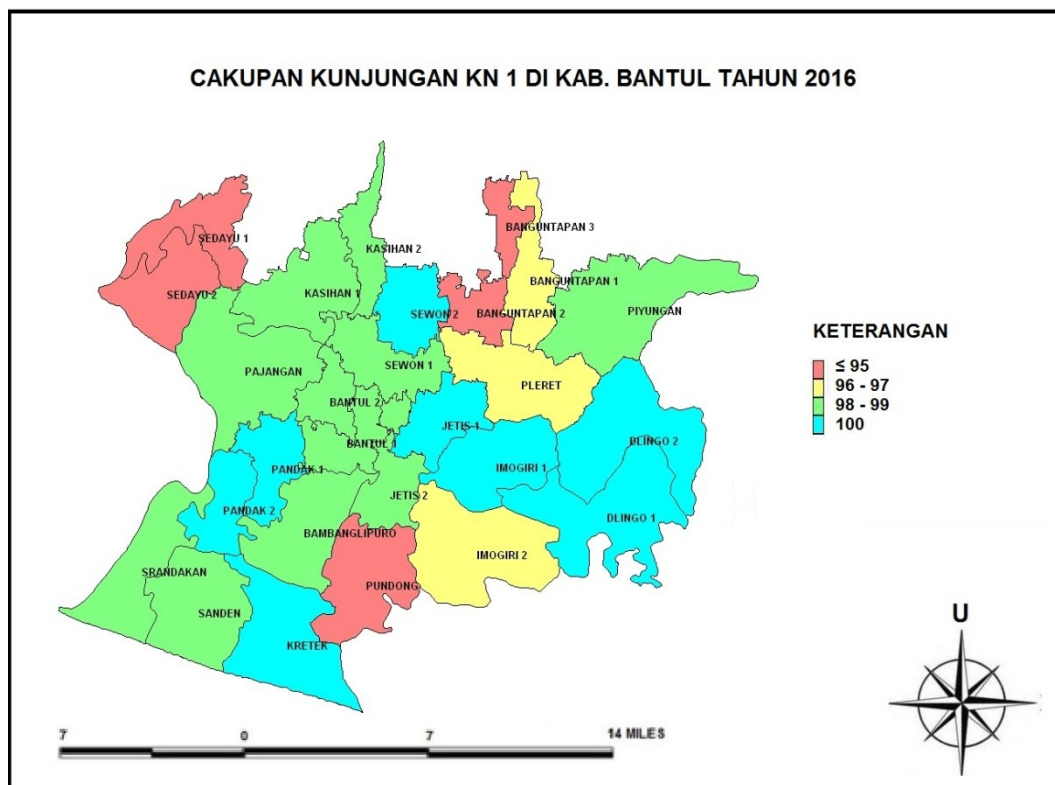 CAKUPAN KUNJUNGAN KN 1 DI KAB. BANTUL TAHUN 2016
BANGUNTAPAN 3
SEDAYU 1
KASIHAN 2
BANGUNTAPAN 1
SEDAYU 2
KASIHAN 1
SEWON 2
BANGUNTAPAN 2
PIYUNGAN
KETERANGAN
≤ 95
96 - 97
98 - 99
100
PAJANGAN
SEWON 1
PLERET
BANTUL 2
JETIS 1
BANTUL 1
DLINGO 2
PANDAK 1
IMOGIRI 1
JETIS 2
PANDAK 2
DLINGO 1
BAMBANGLIPURO
IMOGIRI 2
SRANDAKAN
PUNDONG
SANDEN
KRETEK
U
7 0 7 14 MILES